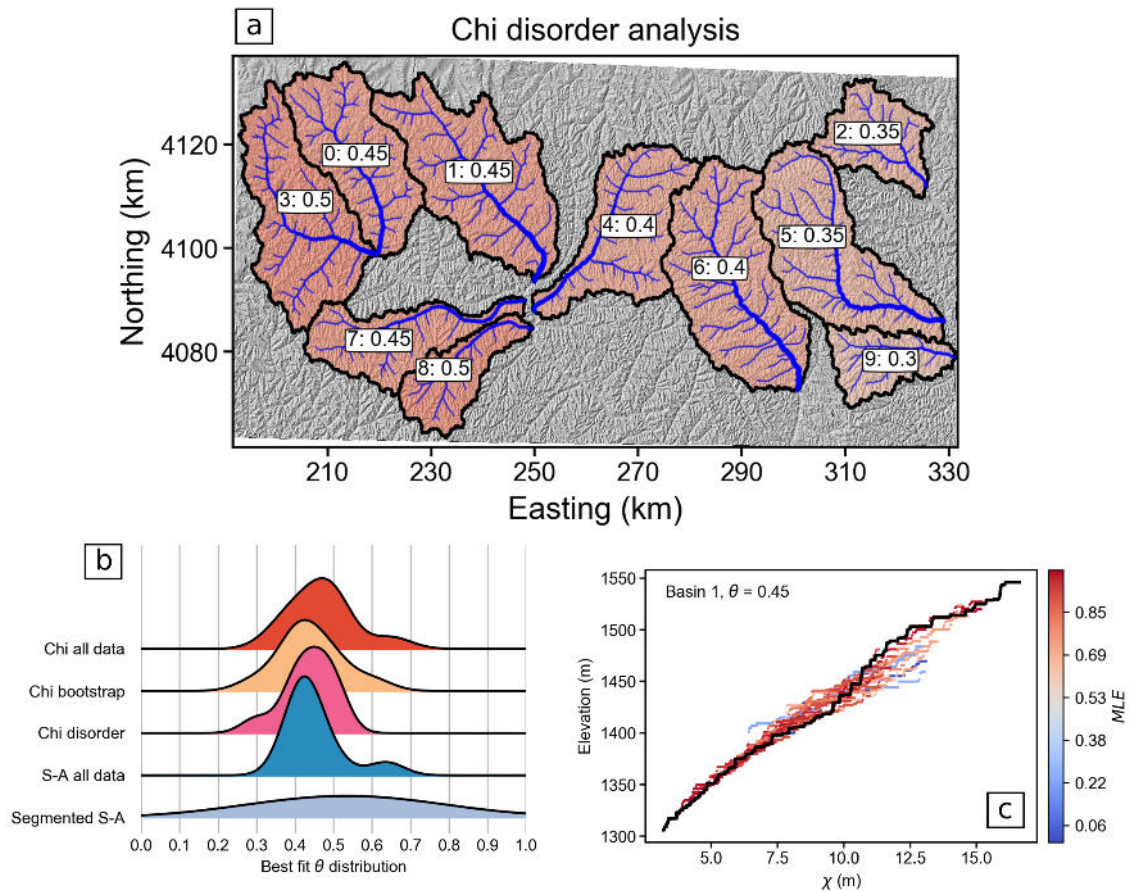 a
Chi disorder analysis
Northing (km)
4120
4100
4080
0: 0.45
1: 0.45
2: 0.35
3: 0.5
4: 0.4
5: 0.35
6: 0.4
7: 0.45
8: 0.5
9: 0.3
210 230 250 270 290 310 330
Easting (km)
b
Chi all data
Chi bootstrap
Chi disorder
S-A all data
Segmented S-A
0.0 0.1 0.2 0.3 0.4 0.5 0.6 0.7 0.8 0.9 1.0
Best fit θ distribution
Basin 1, θ = 0.45
Elevation (m)
1550
1500
1450
1400
1350
1300
5.0 7.5 10.0 12.5 15.0
χ (m)
c
0.85
0.69
0.53
0.38
0.22
0.06
MLE